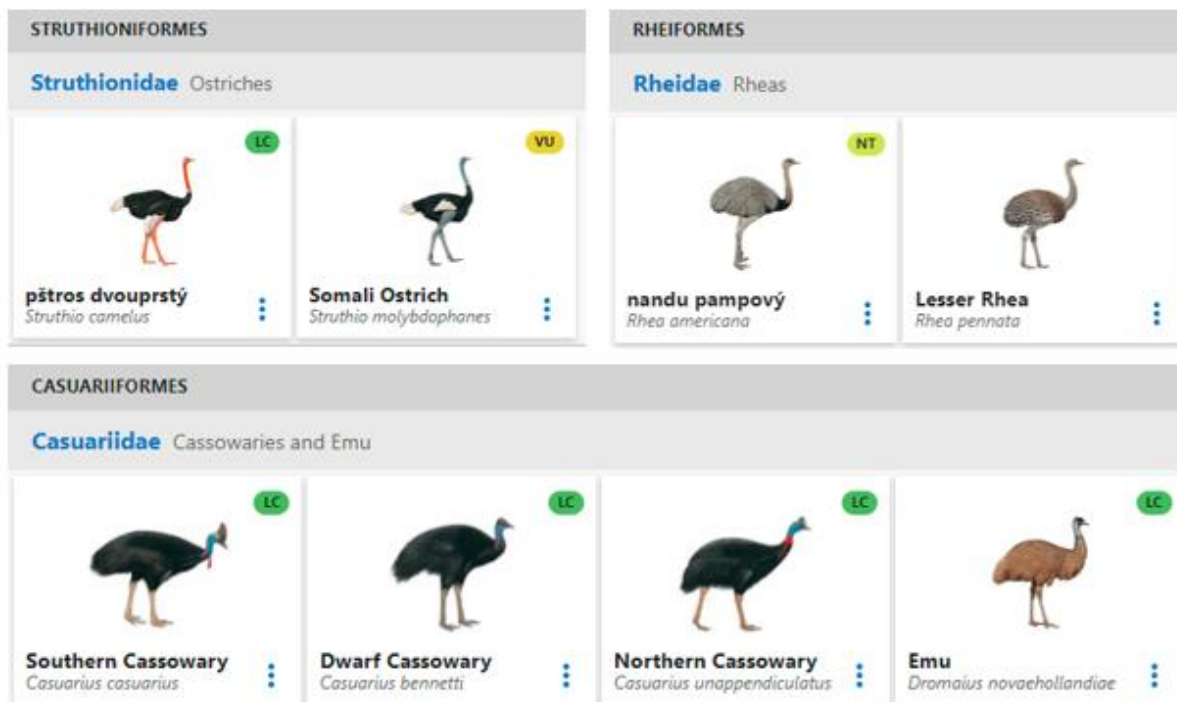 STRUTHIONIFORMES
Struthionidae Ostriches
LC
pštros dvouprstý
Struthio camelus
VU
Somali Ostrich
Struthio molybdophanes
RHEIFORMES
Rheidae Rheas
NT
nandu pampový
Rhea americana
Lesser Rhea
Rhea pennata
CASUARIIFORMES
Casuariidae Cassowaries and Emu
LC
Southern Cassowary
Casuarius casuarius
LC
Dwarf Cassowary
Casuarius bennetti
LC
Northern Cassowary
Casuarius unappendiculatus
LC
Emu
Dromaius novaehollandiae